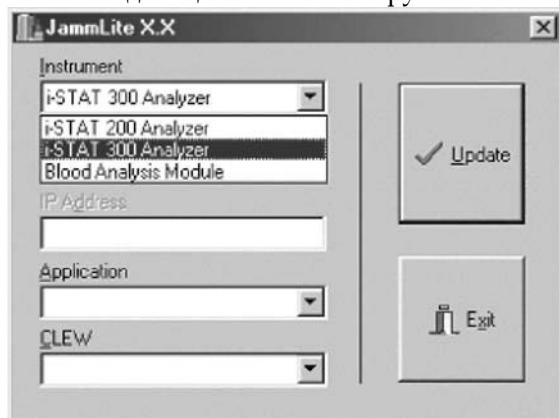 JammLite X.X
Instrument
i-STAT 300 Analyzer
i-STAT 200 Analyzer
i-STAT 300 Analyzer
Blood Analysis Module
IP Address
Application
CLEW
Update
Exit